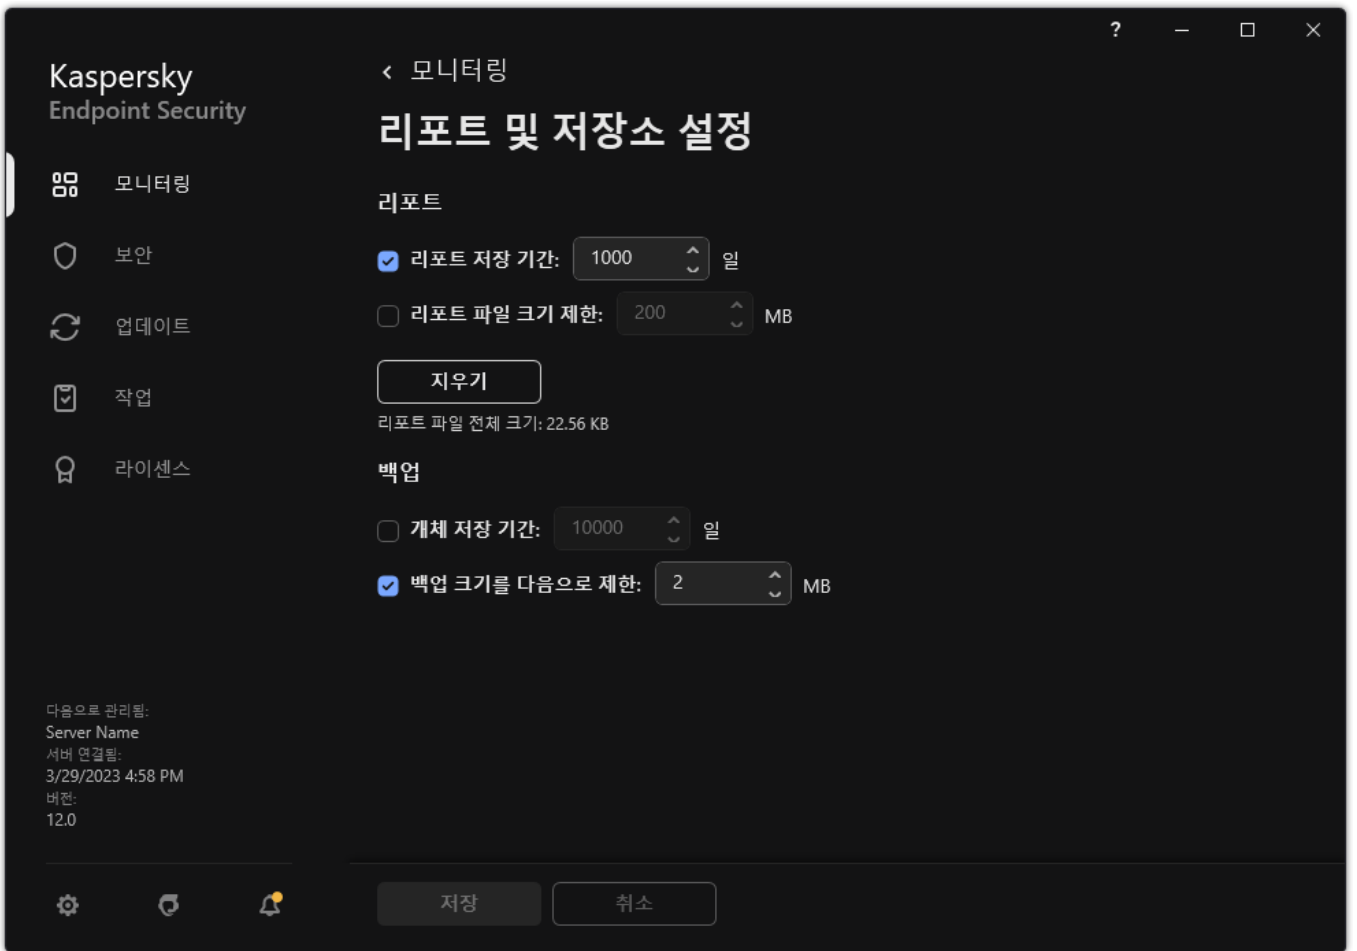 ?
Kaspersky
Endpoint Security
모니터링
보안
업데이트
작업
라이센스
다음으로 관리됨:
Server Name
서버 연결됨:
3/29/2023 4:58 PM
버전:
12.0
모니터링
리포트 및 저장소 설정
리포트
리포트 저장 기간: 1000 일
리포트 파일 크기 제한: 200 MB
지우기
리포트 파일 전체 크기: 22.56 KB
백업
개체 저장 기간: 10000 일
백업 크기를 다음으로 제한: 2 MB
저장 취소